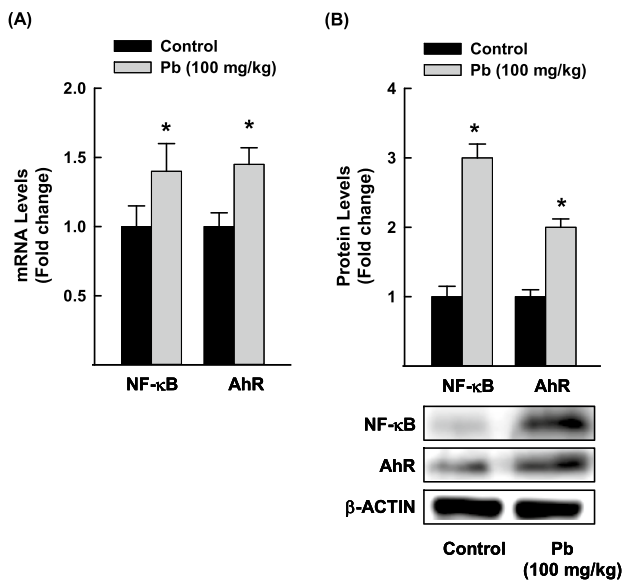 (A)
Control
Pb (100 mg/kg)
mRNA Levels
(Fold change)
2.0
1.5
1.0
0.5
*
*
NF-κB
AhR
(B)
Control
Pb (100 mg/kg)
Protein Levels
(Fold change)
4
3
2
1
*
*
NF-κB
AhR
NF-κB
AhR
β-ACTIN
Control
Pb
(100 mg/kg)